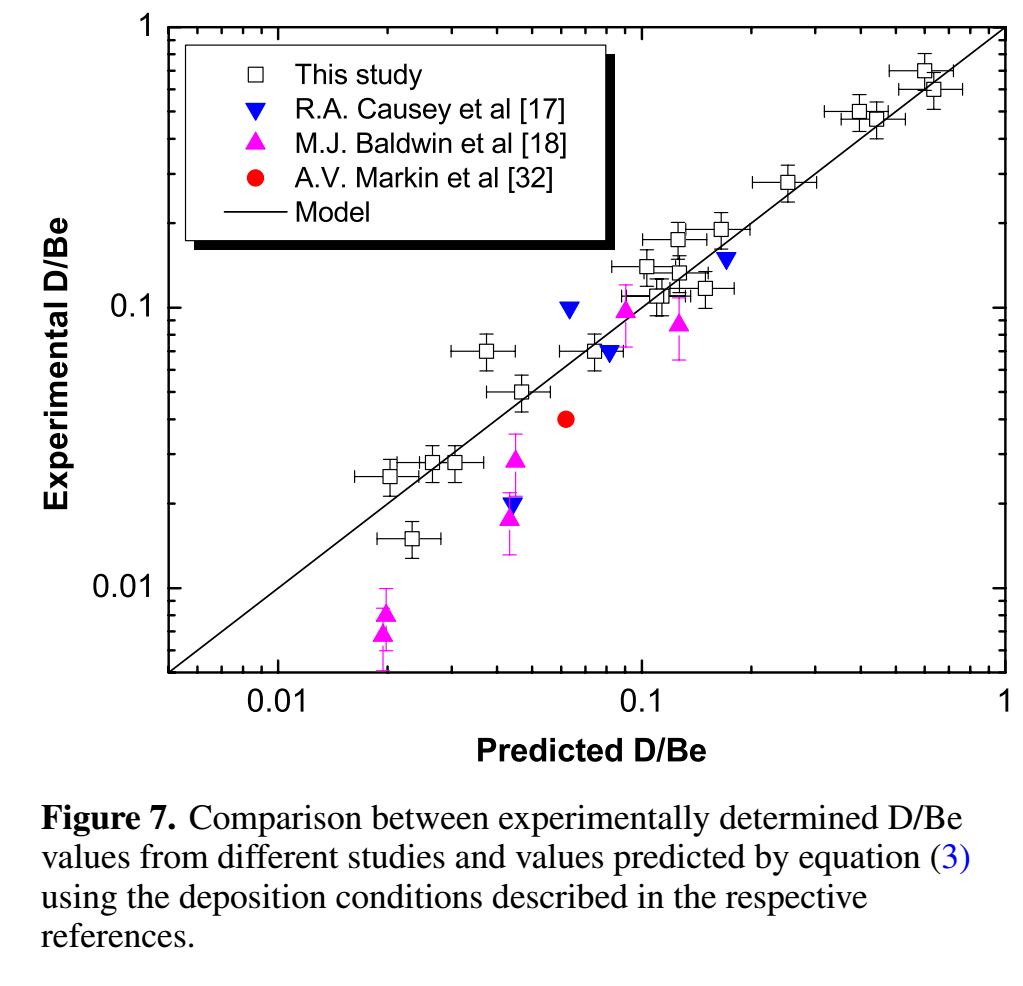 1
0.1
0.01
Experimental D/Be
This study
R.A. Causey et al [17]
M.J. Baldwin et al [18]
A.V. Markin et al [32]
Model
0.01
0.1
1
Predicted D/Be
Figure 7. Comparison between experimentally determined D/Be
values from different studies and values predicted by equation (3)
using the deposition conditions described in the respective
references.